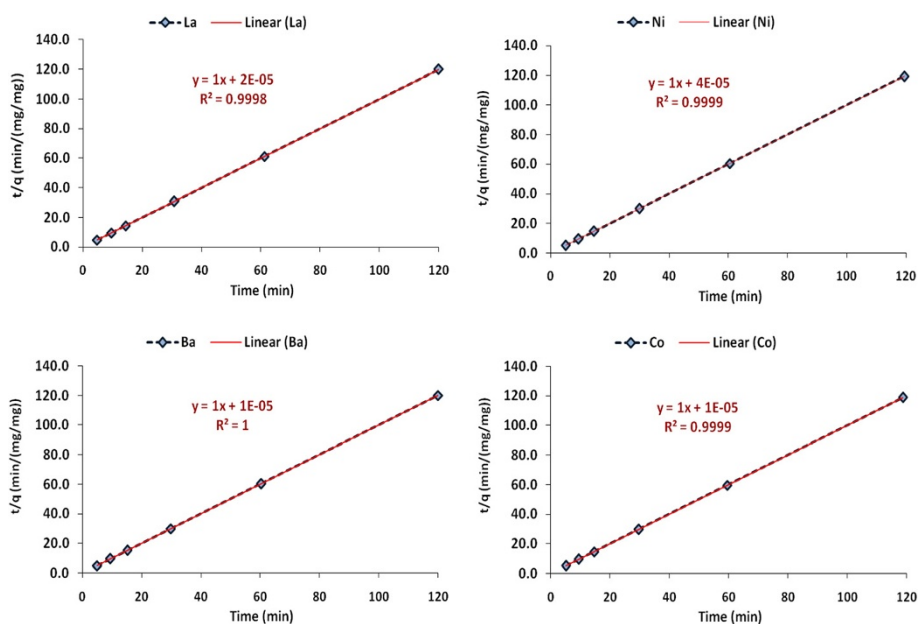 La Linear (La)
140.0
120.0
100.0
80.0
60.0
40.0
20.0
0.0
t/q (min/(mg/mg))
y = 1x + 2E-05
R² = 0.9998
0 20 40 60 80 100 120
Time (min)
Ni Linear (Ni)
140.0
120.0
100.0
80.0
60.0
40.0
20.0
0.0
t/q (min/(mg/mg))
y = 1x + 4E-05
R² = 0.9999
0 20 40 60 80 100 120
Time (min)
Ba Linear (Ba)
140.0
120.0
100.0
80.0
60.0
40.0
20.0
0.0
t/q (min/(mg/mg))
y = 1x + 1E-05
R² = 1
0 20 40 60 80 100 120
Time (min)
Co Linear (Co)
140.0
120.0
100.0
80.0
60.0
40.0
20.0
0.0
t/q (min/(mg/mg))
y = 1x + 1E-05
R² = 0.9999
0 20 40 60 80 100 120
Time (min)